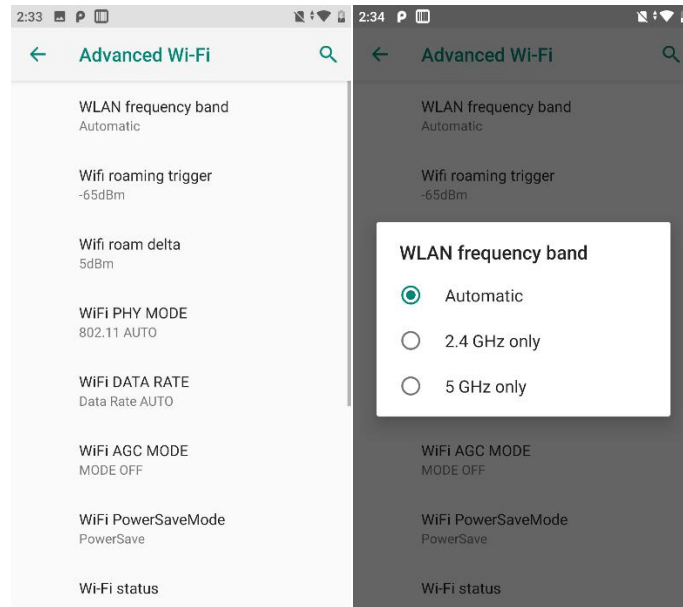 2:33
Advanced Wi-Fi
WLAN frequency band
Automatic
Wifi roaming trigger
-65dBm
Wifi roam delta
5dBm
WiFi PHY MODE
802.11 AUTO
WiFi DATA RATE
Data Rate AUTO
WiFi AGC MODE
MODE OFF
WiFi PowerSaveMode
PowerSave
Wi-Fi status
2:34
Advanced Wi-Fi
WLAN frequency band
Automatic
Wifi roaming trigger
-65dBm
WLAN frequency band
Automatic
2.4 GHz only
5 GHz only
WiFi AGC MODE
MODE OFF
WiFi PowerSaveMode
PowerSave
Wi-Fi status